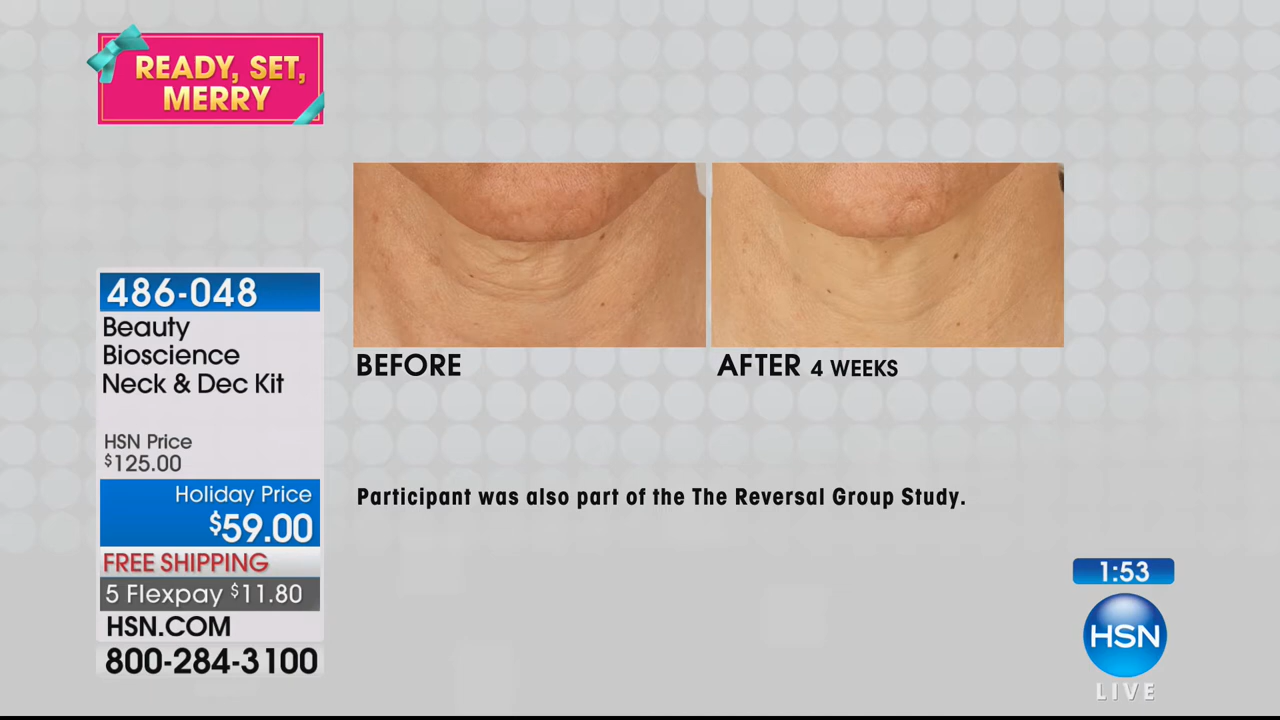 READY, SET,
MERRY
486-048
Beauty
Bioscience
Neck & Dec Kit
HSN Price
$125.00
Holiday Price
$59.00
FREE SHIPPING
5 Flexpay $11.80
HSN.COM
800-284-3100
BEFORE
AFTER 4 WEEKS
Participant was also part of the The Reversal Group Study.
1:53
HSN
LIVE